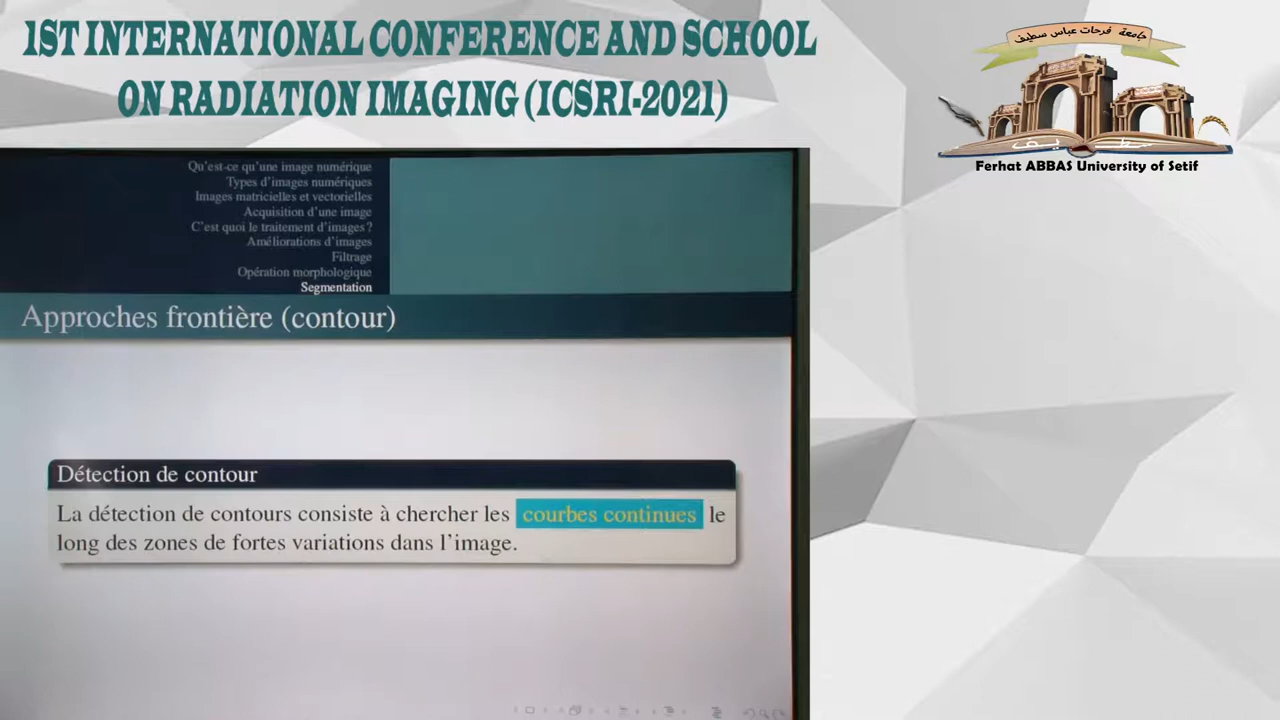 1ST INTERNATIONAL CONFERENCE AND SCHOOL
ON RADIATION IMAGING (ICSRI-2021)
جامعة فرحات عباس سطيف
سطيف
Ferhat ABBAS University of Setif
Qu'est-ce qu'une image numérique
Types d'images numériques
Images matricielles et vectorielles
Acquisition d'une image
C'est quoi le traitement d'images?
Améliorations d'images
Filtrage
Opération morphologique
Segmentation
Approches frontière (contour)
Détection de contour
La détection de contours consiste à chercher les courbes continues le
long des zones de fortes variations dans l'image.